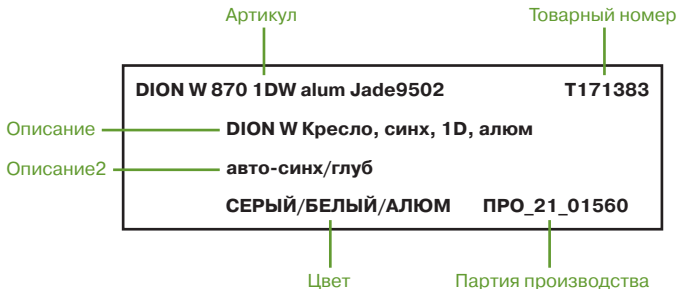 Артикул Товарный номер
DION W 870 1DW alum Jade9502 T171383
Описание DION W Кресло, синх, 1D, алюм
Описание2 авто-синх/глуб
СЕРЫЙ/БЕЛЫЙ/АЛЮМ ПРО_21_01560
Цвет Партия производства